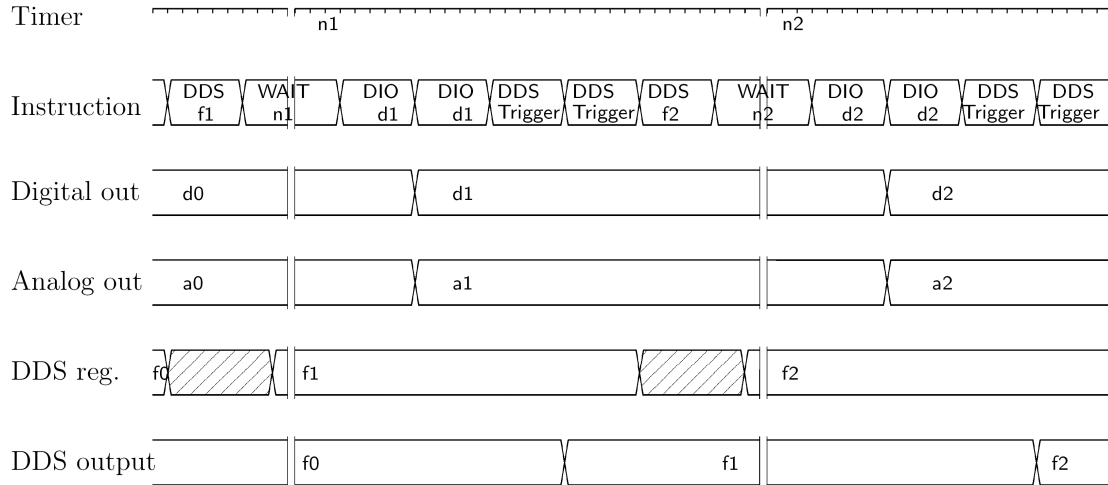 Timer
n1 n2
DDS WAIT DIO DIO DDS DDS DDS WAIT DIO DIO DDS DDS
Instruction
f1 n1 d1 d1 Trigger Trigger f2 n2 d2 d2 Trigger Trigger
Digital out d0 d1 d2
Analog out a0 a1 a2
DDS reg. f0 f1 f2
DDS output f0 f1 f2